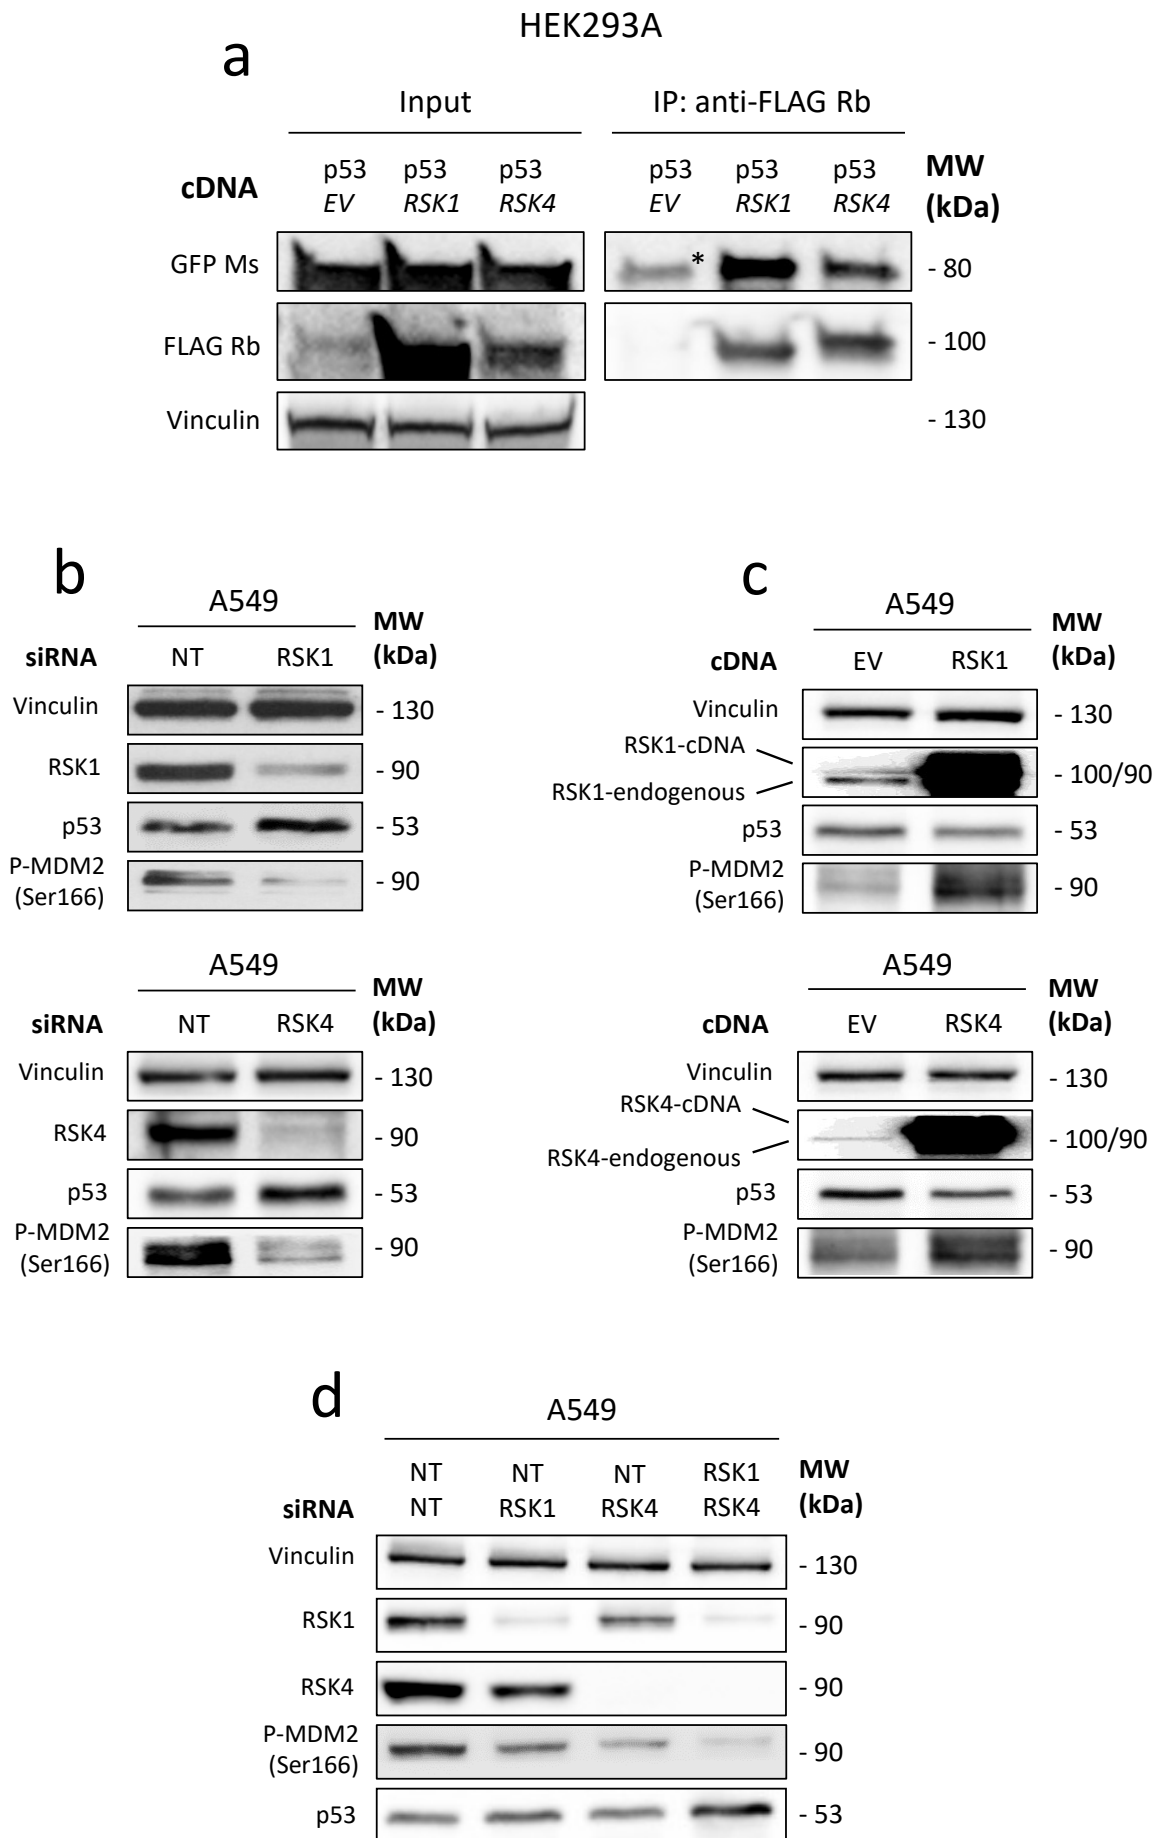 HEK293A
a
Input IP: anti-FLAG Rb
cDNA p53 p53 p53 p53 p53 p53 MW
EV RSK1 RSK4 EV RSK1 RSK4 (kDa)
GFP Ms * - 80
FLAG Rb - 100
Vinculin - 130
b
A549 MW
siRNA NT RSK1 (kDa)
Vinculin - 130
RSK1 - 90
p53 - 53
P-MDM2
(Ser166) - 90
A549 MW
siRNA NT RSK4 (kDa)
Vinculin - 130
RSK4 - 90
p53 - 53
P-MDM2
(Ser166) - 90
c
A549 MW
cDNA EV RSK1 (kDa)
Vinculin - 130
RSK1-cDNA
RSK1-endogenous - 100/90
p53 - 53
P-MDM2
(Ser166) - 90
A549 MW
cDNA EV RSK4 (kDa)
Vinculin - 130
RSK4-cDNA
RSK4-endogenous - 100/90
p53 - 53
P-MDM2
(Ser166) - 90
d
A549
NT NT NT RSK1 MW
siRNA NT RSK1 RSK4 RSK4 (kDa)
Vinculin - 130
RSK1 - 90
RSK4 - 90
P-MDM2
(Ser166) - 90
p53 - 53